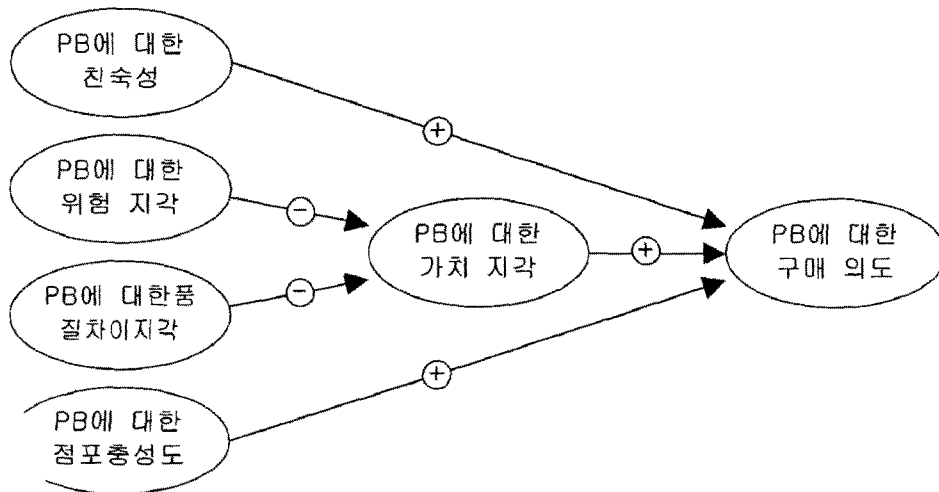 PB에 대한
친숙성
+
PB에 대한
위험 지각
−
PB에 대한
가치 지각
+
PB에 대한
구매 의도
PB에 대한품
질차이지각
−
+
PB에 대한
점포충성도